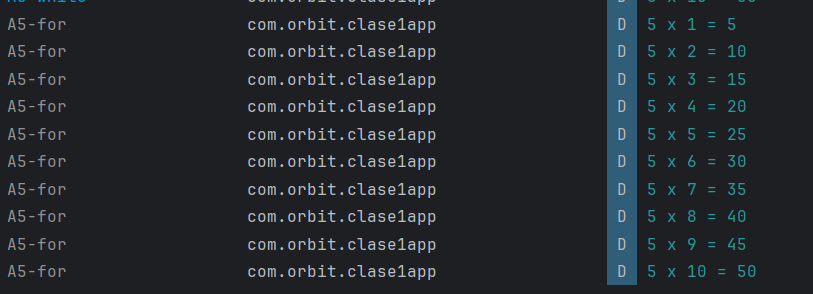 A5-for com.orbit.clase1app D 5 x 1 = 5
A5-for com.orbit.clase1app D 5 x 2 = 10
A5-for com.orbit.clase1app D 5 x 3 = 15
A5-for com.orbit.clase1app D 5 x 4 = 20
A5-for com.orbit.clase1app D 5 x 5 = 25
A5-for com.orbit.clase1app D 5 x 6 = 30
A5-for com.orbit.clase1app D 5 x 7 = 35
A5-for com.orbit.clase1app D 5 x 8 = 40
A5-for com.orbit.clase1app D 5 x 9 = 45
A5-for com.orbit.clase1app D 5 x 10 = 50